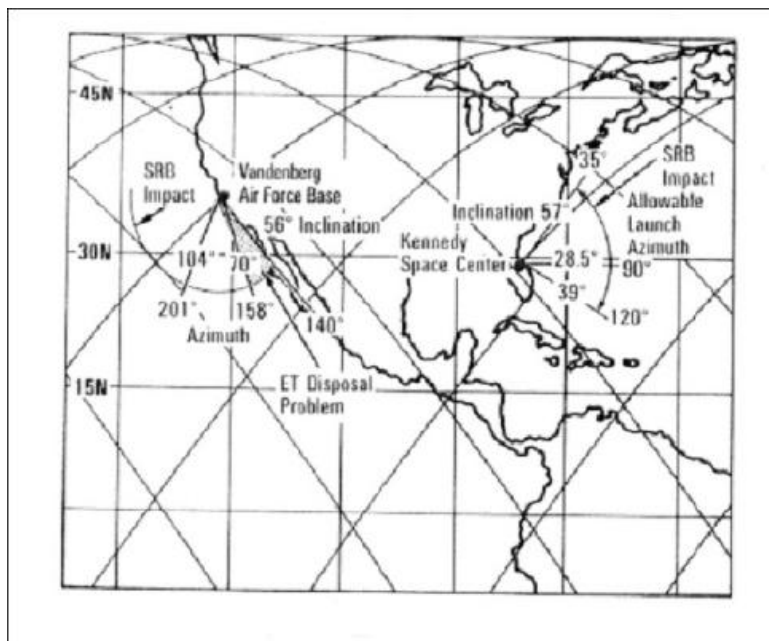 45N
SRB
Impact
Vandenberg
Air Force Base
56° Inclination
30N
104°
70°
201°
158°
140°
Azimuth
ET Disposal
Problem
15N
35°
SRB
Impact
Allowable
Launch
Azimuth
Inclination 57°
Kennedy
Space Center
28.5°
90°
39°
120°